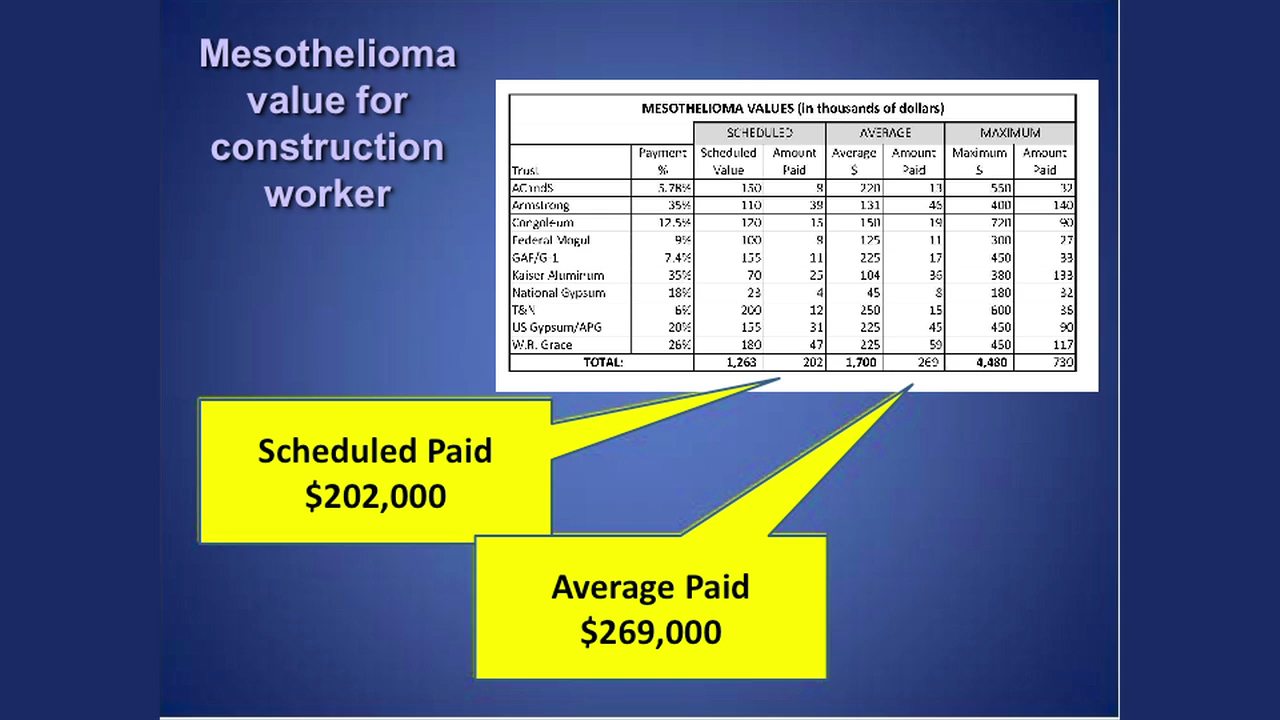 Mesothelioma
value for
construction
worker
MESOTHELIOMA VALUES (in thousands of dollars)
SCHEDULED AVERAGE MAXIMUM
Payment Scheduled Amount Average Amount Maximum Amount
Trust % Value Paid $ Paid $ Paid
ACandS 5.78% 150 9 220 13 550 32
Armstrong 35% 110 39 131 46 400 140
Congoleum 12.5% 120 15 150 19 720 90
Federal Mogul 9% 100 9 125 11 300 27
GAF/G-1 7.4% 155 11 225 17 450 33
Kaiser Aluminum 35% 70 25 104 36 380 133
National Gypsum 18% 23 4 45 8 180 32
T&N 6% 200 12 250 15 600 36
US Gypsum/APG 20% 155 31 225 45 450 90
W.R. Grace 26% 180 47 225 59 450 117
TOTAL: 1,263 202 1,700 269 4,480 730
Scheduled Paid
$202,000
Average Paid
$269,000